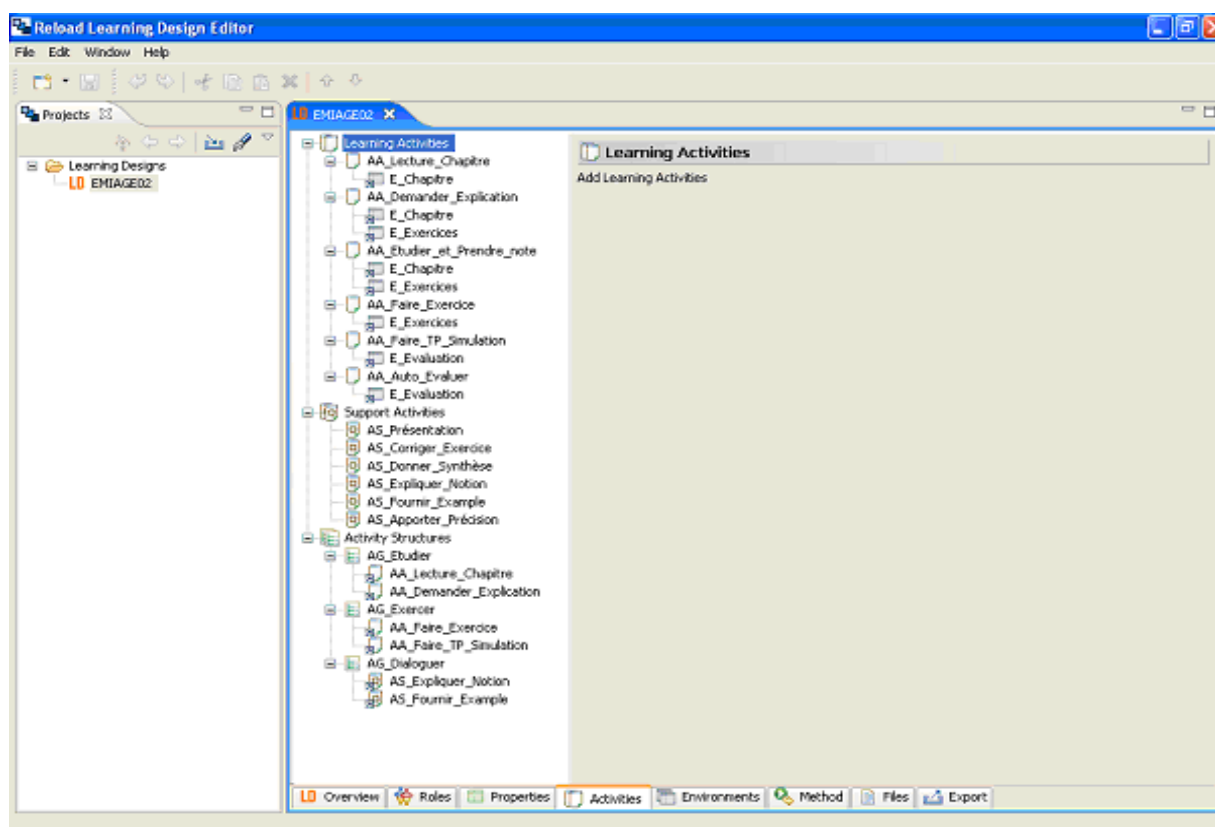 Reload Learning Design Editor
File Edit Window Help
Projects
EMIAGE02
Learning Designs
EMIAGE02
Learning Activities
AA_Lecture_Chapitre
E_Chapitre
AA_Demander_Explication
E_Chapitre
E_Exercices
AA_Etudier_et_Prendre_note
E_Chapitre
E_Exercices
AA_Faire_Exercice
E_Exercices
AA_Faire_TP_Simulation
E_Evaluation
AA_Auto_Evaluer
E_Evaluation
Support Activities
AS_Présentation
AS_Corriger_Exercice
AS_Donner_Synthèse
AS_Expliquer_Notion
AS_Fournir_Example
AS_Apporter_Précision
Activity Structures
AG_Etudier
AA_Lecture_Chapitre
AA_Demander_Explication
AG_Exercer
AA_Faire_Exercice
AA_Faire_TP_Simulation
AG_Dialoguer
AS_Expliquer_Notion
AS_Fournir_Example
Learning Activities
Add Learning Activities
LD Overview Roles Properties Activities Environments Method Files Export